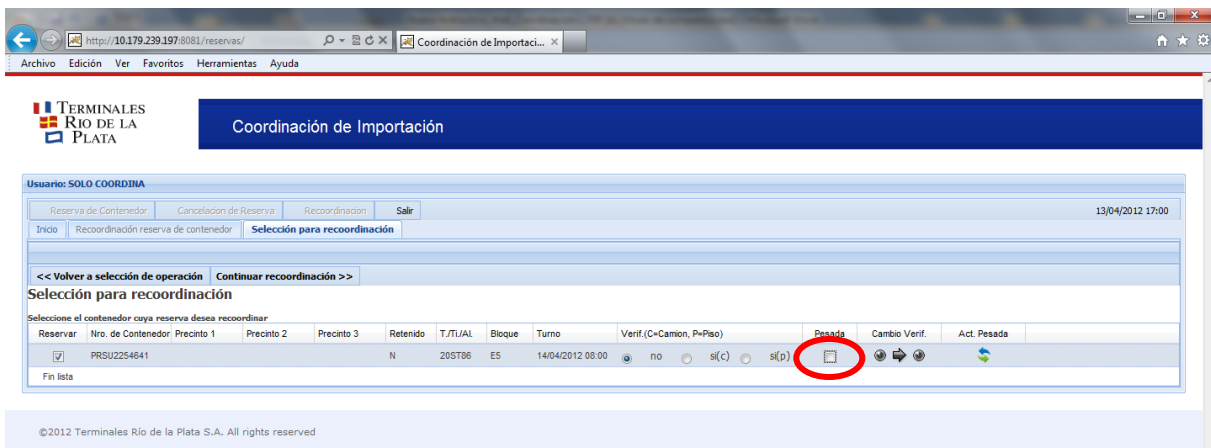 http://10.179.239.197:8081/reservas/
Coordinación de Importaci...
Archivo Edición Ver Favoritos Herramientas Ayuda
TERMINALES
RIO DE LA
PLATA
Coordinación de Importación
Usuario: SOLO COORDINA
Reserva de Contenedor Cancelacion de Reserva Recoordinacion Salir 13/04/2012 17:00
Inicio Recoordinación reserva de contenedor Selección para recoordinación
<< Volver a selección de operación Continuar recoordinación >>
Selección para recoordinación
Seleccione el contenedor cuya reserva desea recoordinar
Reservar Nro. de Contenedor Precinto 1 Precinto 2 Precinto 3 Retenido T./Ti./Al. Bloque Turno Verif.(C=Camion, P=Piso) Pesada Cambio Verif. Act. Pesada
PRSU2254641 N 20ST86 E5 14/04/2012 08:00 no si(c) si(p)
Fin lista
©2012 Terminales Río de la Plata S.A. All rights reserved